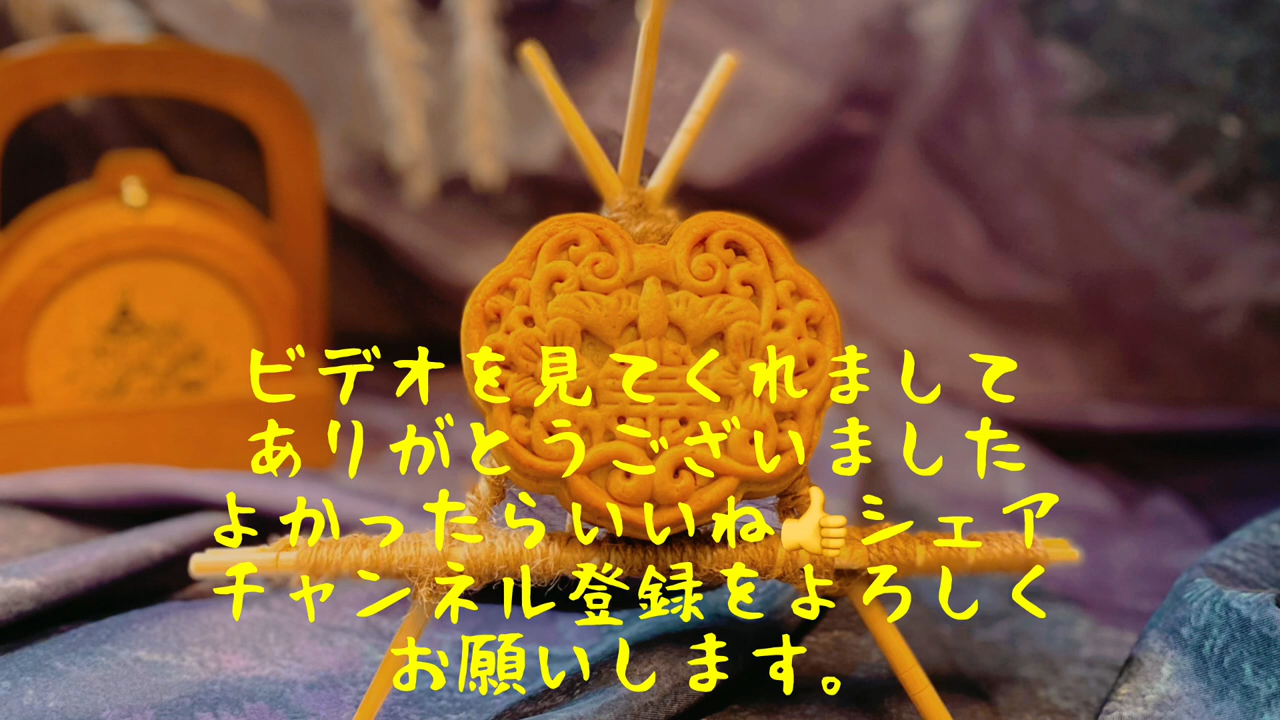 ビデオを見てくれまして
ありがとうございました
よかったらいいね👍シェア
チャンネル登録をよろしく
お願いします。